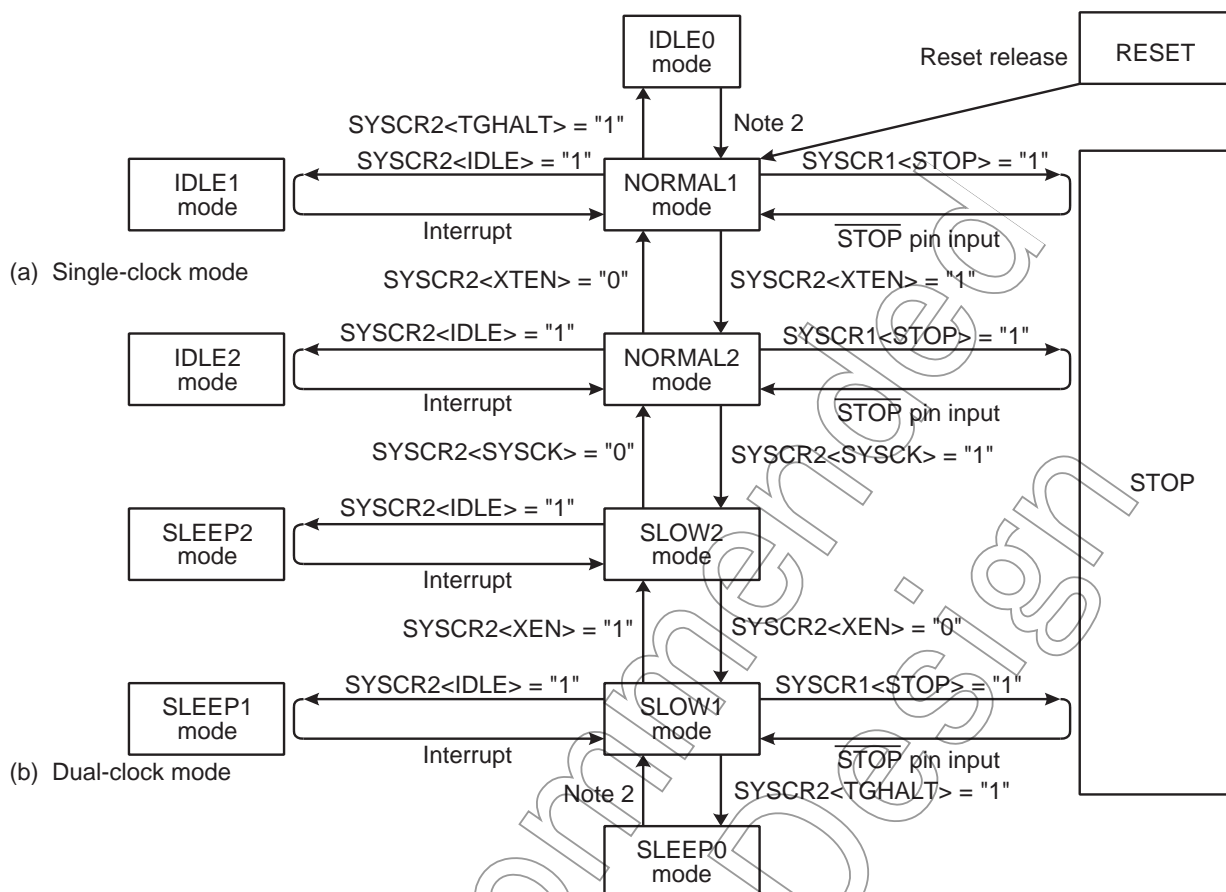 IDLE0
mode
Reset release
RESET
SYSCR2<TGHALT> = "1"
Note 2
SYSCR2<IDLE> = "1"
SYSCR1<STOP> = "1"
IDLE1
mode
NORMAL1
mode
Interrupt
STOP pin input
(a) Single-clock mode
SYSCR2<XTEN> = "0"
SYSCR2<XTEN> = "1"
SYSCR2<IDLE> = "1"
SYSCR1<STOP> = "1"
IDLE2
mode
NORMAL2
mode
Interrupt
STOP pin input
SYSCR2<SYSCK> = "0"
SYSCR2<SYSCK> = "1"
STOP
SYSCR2<IDLE> = "1"
SLEEP2
mode
SLOW2
mode
Interrupt
SYSCR2<XEN> = "1"
SYSCR2<XEN> = "0"
SYSCR2<IDLE> = "1"
SYSCR1<STOP> = "1"
SLEEP1
mode
SLOW1
mode
Interrupt
STOP pin input
(b) Dual-clock mode
Note 2
SYSCR2<TGHALT> = "1"
SLEEP0
mode
ommended
Design